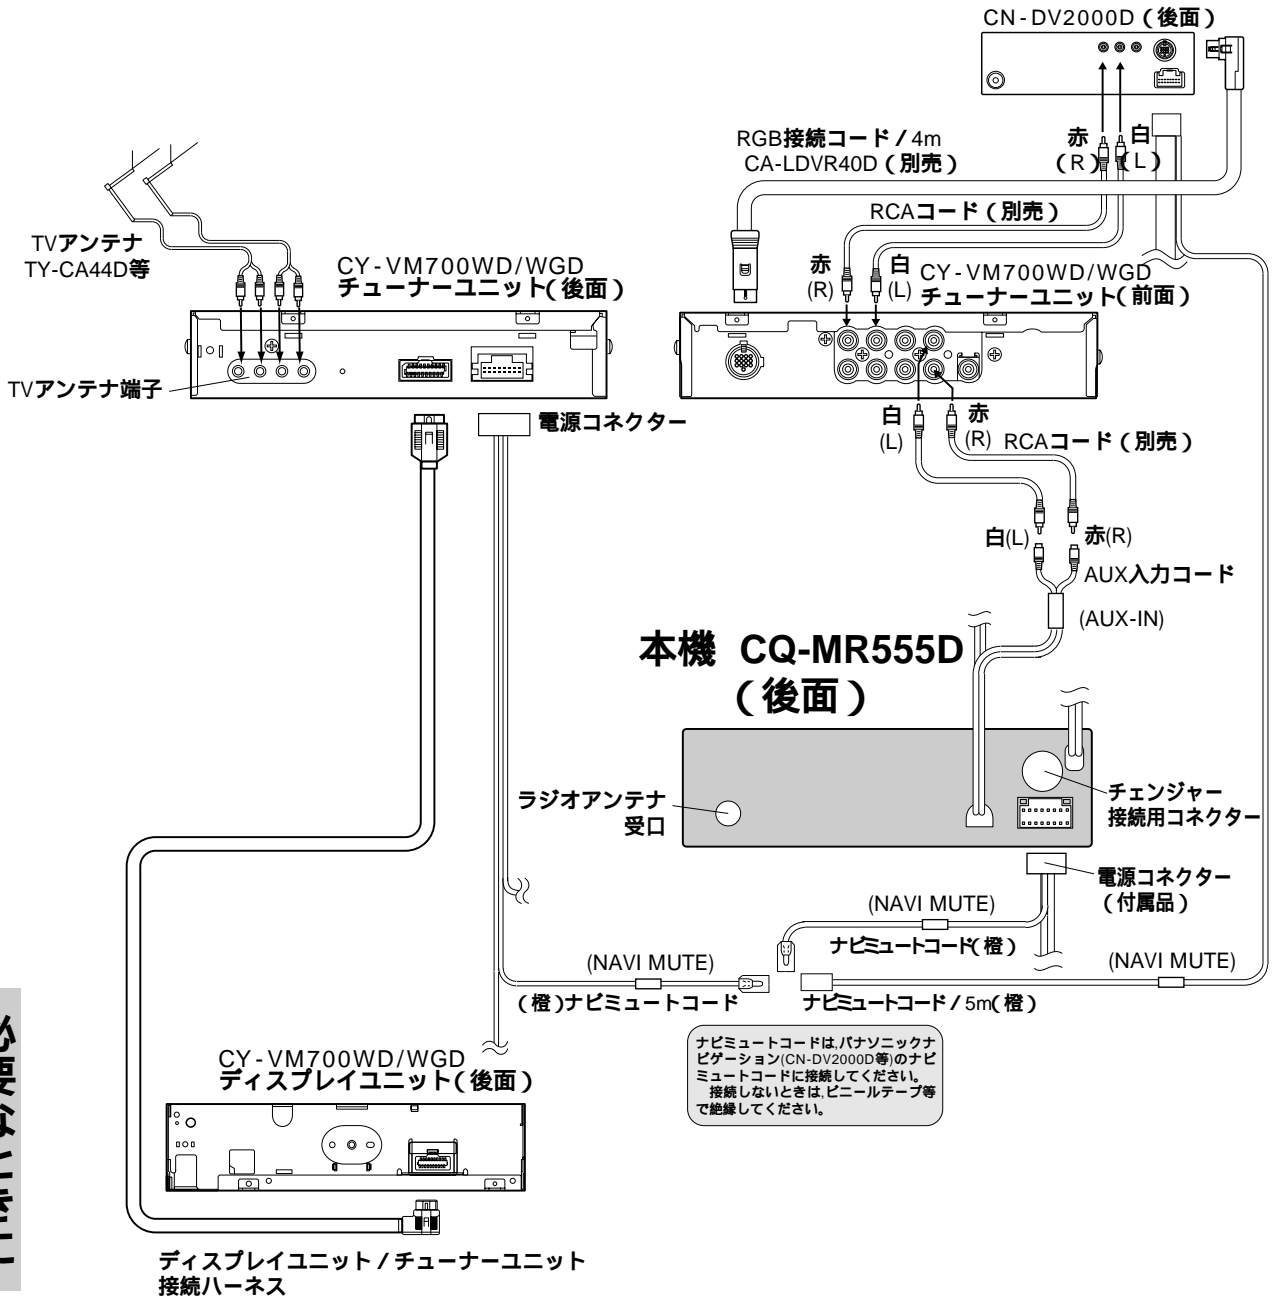 CN-DV2000D(後面)
RGB接続コード/4m
CA-LDVR40D(別売)
赤
(R)
白
(L)
RCAコード(別売)
TVアンテナ
TY-CA44D等
CY-VM700WD/WGD
チューナーユニット(後面)
赤
(R)
白
(L)
CY-VM700WD/WGD
チューナーユニット(前面)
TVアンテナ端子
電源コネクター
白
(L)
赤
(R)
RCAコード(別売)
白(L)
赤(R)
AUX入力コード
(AUX-IN)
本機 CQ-MR555D
(後面)
ラジオアンテナ
受口
チェンジャー
接続用コネクター
電源コネクター
(付属品)
(NAVI MUTE)
ナビミュートコード(橙)
(NAVI MUTE)
(橙)ナビミュートコード
(NAVI MUTE)
ナビミュートコード/5m(橙)
ナビミュートコードは,パナソニックナ
ビゲーション(CN-DV2000D等)のナビ
ミュートコードに接続してください。
接続しないときは,ビニールテープ等
で絶縁してください。
CY-VM700WD/WGD
ディスプレイユニット(後面)
ディスプレイユニット/チューナーユニット
接続ハーネス
必要なときに